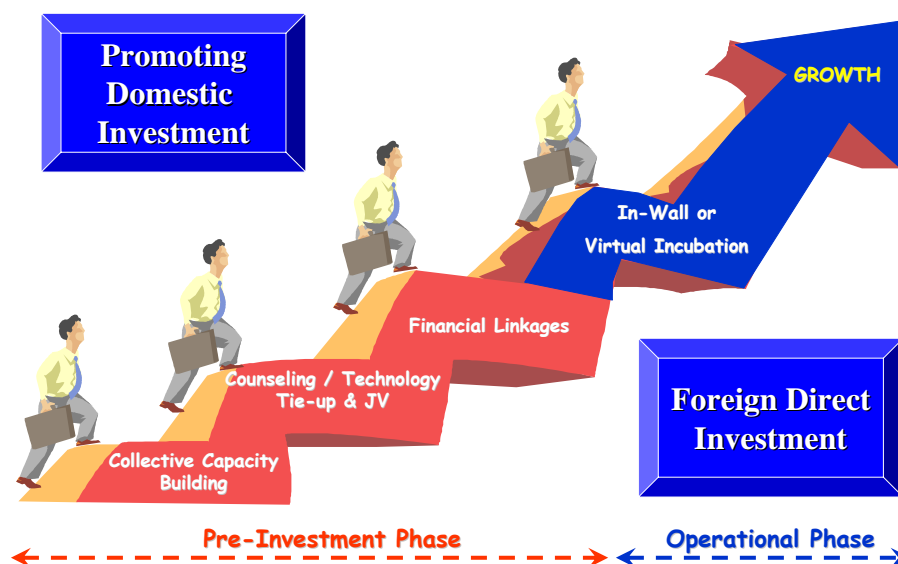 Promoting
Domestic
Investment
GROWTH
In-Wall or
Virtual Incubation
Financial Linkages
Counseling / Technology
Tie-up & JV
Collective Capacity
Building
Foreign Direct
Investment
Pre-Investment Phase
Operational Phase